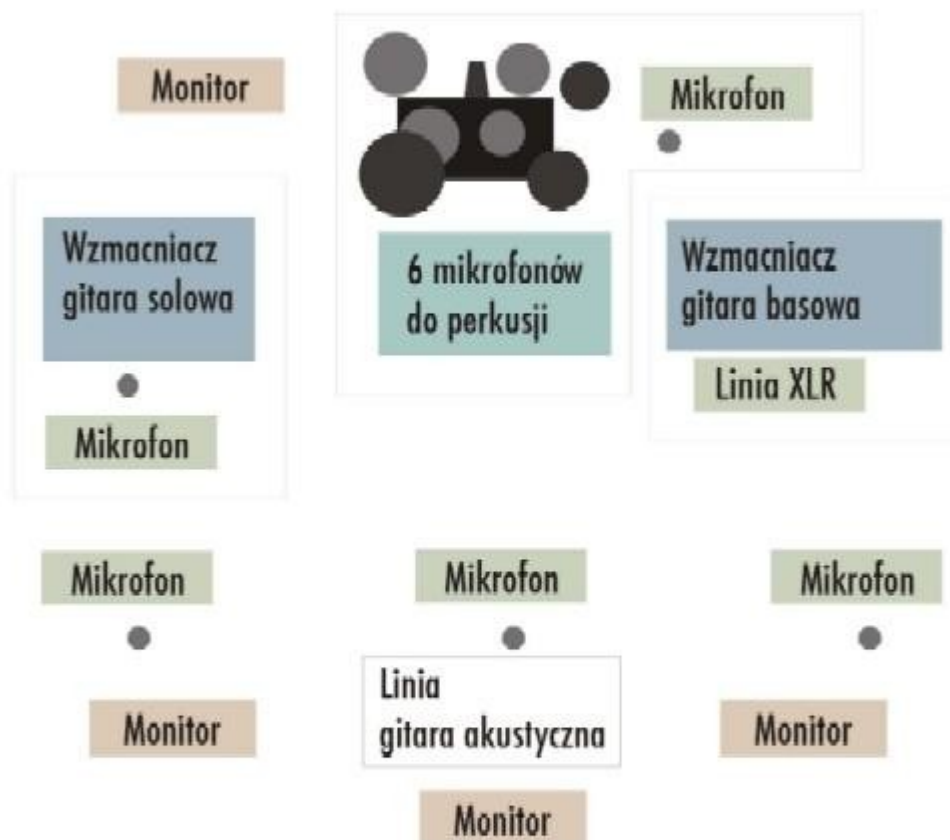 Monitor
Mikrofon
Wzmacniacz
gitara solowa
6 mikrofonów
do perkusji
Wzmacniacz
gitara basowa
Linia XLR
Mikrofon
Mikrofon
Mikrofon
Mikrofon
Linia
gitara akustyczna
Monitor
Monitor
Monitor